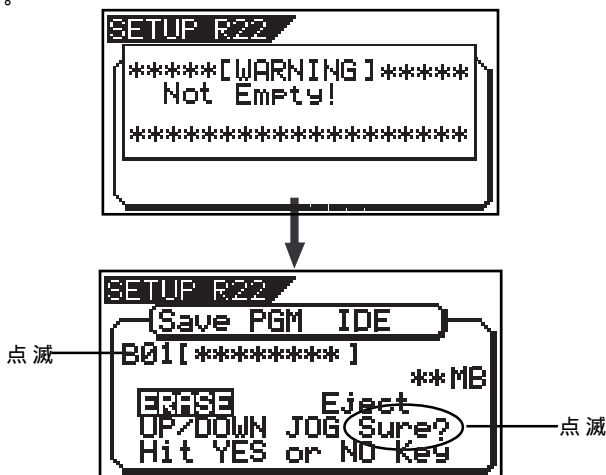 。
SETUP R22
*****[WARNING]*****
Not Empty!
*******************
SETUP R22
Save PGM IDE
点滅
B01[********]
**MB
ERASE Eject
UP/DOWN JOG Sure?
点滅
Hit YES or NO Key